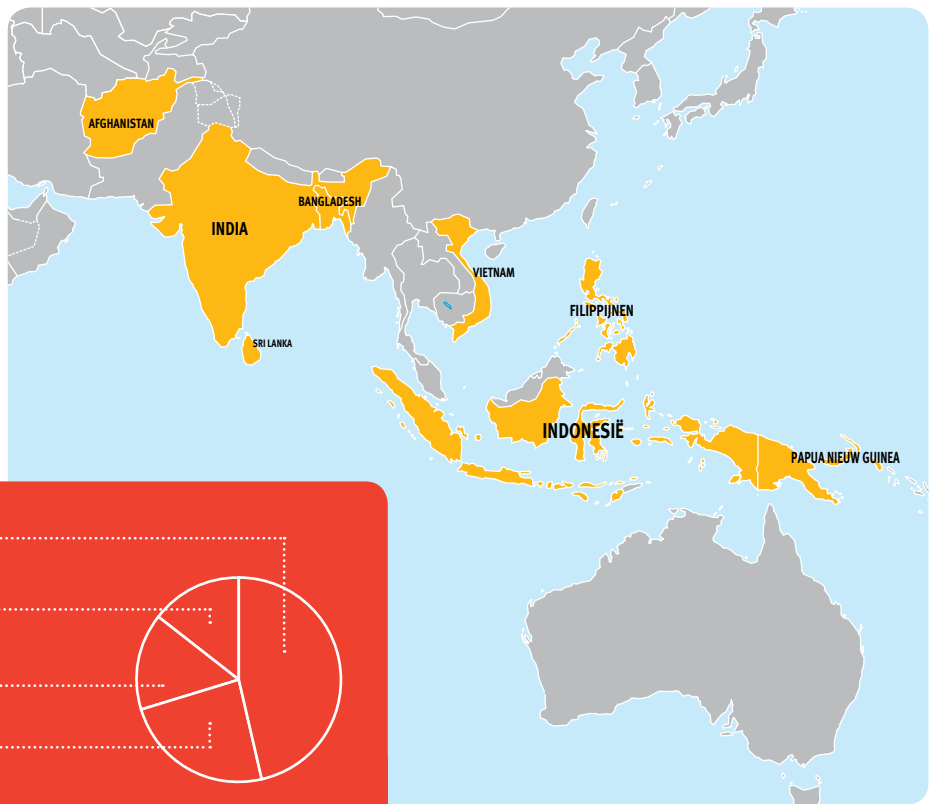 AFGHANISTAN
BANGLADESH
INDIA
VIETNAM
FILIPPIJNEN
SRI LANKA
INDONESIË
PAPUA NIEUW GUINEA